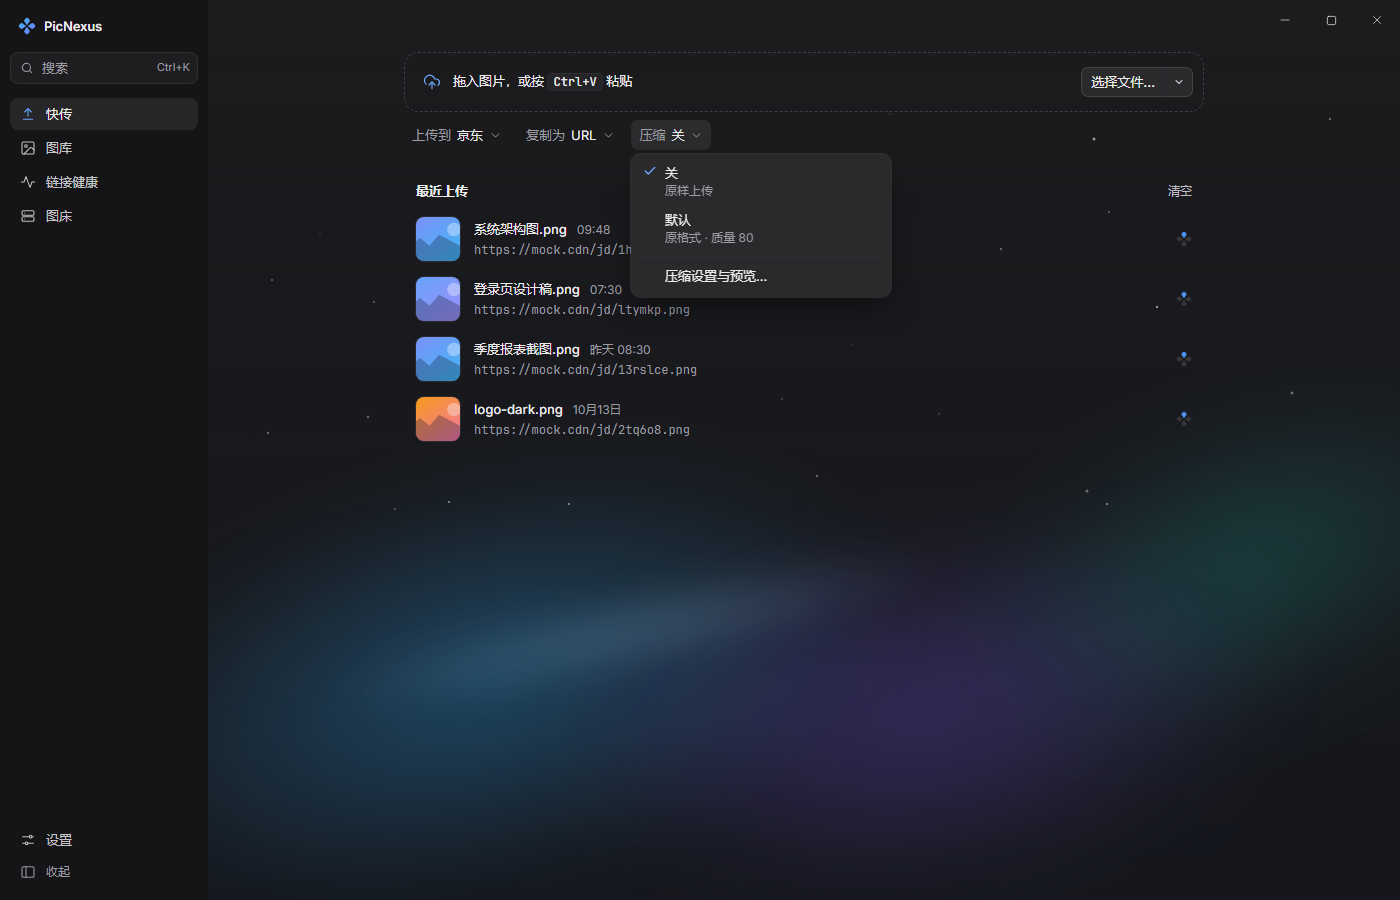 PicNexus
搜索 Ctrl+K
快传
图库
链接健康
图床
设置
收起
拖入图片，或按 Ctrl+V 粘贴
选择文件...
上传到 京东
复制为 URL
压缩 关
关
原样上传
默认
原格式 · 质量 80
压缩设置与预览...
最近上传
清空
系统架构图.png 09:48
https://mock.cdn/jd/1h
登录页设计稿.png 07:30
https://mock.cdn/jd/ltymkp.png
季度报表截图.png 昨天 08:30
https://mock.cdn/jd/13rslce.png
logo-dark.png 10月13日
https://mock.cdn/jd/2tq6o8.png